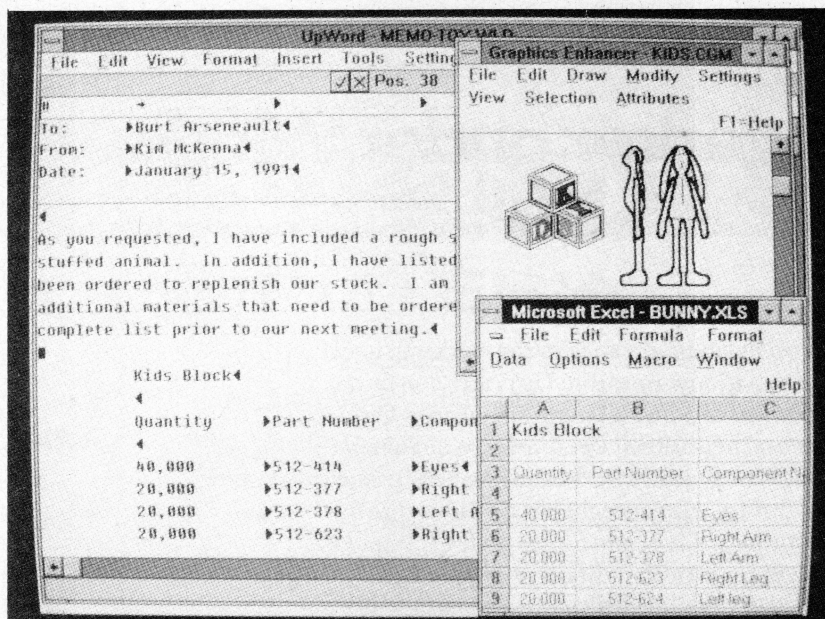 UpWord - MEMO-TOY.WLD
File Edit View Format Insert Tools Setting
Pos. 38
To: Burt Arseneault
From: Kim McKenna
Date: January 15, 1991
As you requested, I have included a rough s
stuffed animal. In addition, I have listed
been ordered to replenish our stock. I am
additional materials that need to be ordere
complete list prior to our next meeting.
Kids Block
Quantity Part Number Compon
40,000 512-414 Eyes
20,000 512-377 Right
20,000 512-378 Left A
20,000 512-623 Right
Graphics Enhancer - KIDS.CGM
File Edit Draw Modify Settings
View Selection Attributes
F1=Help
Microsoft Excel - BUNNY.XLS
File Edit Formula Format
Data Options Macro Window
Help
A B C
1 Kids Block
2
3 Quantity Part Number Component Na
4
5 40,000 512-414 Eyes
6 20,000 512-377 Right Arm
7 20,000 512-378 Left Arm
8 20,000 512-623 Right Leg
9 20,000 512-624 Left leg